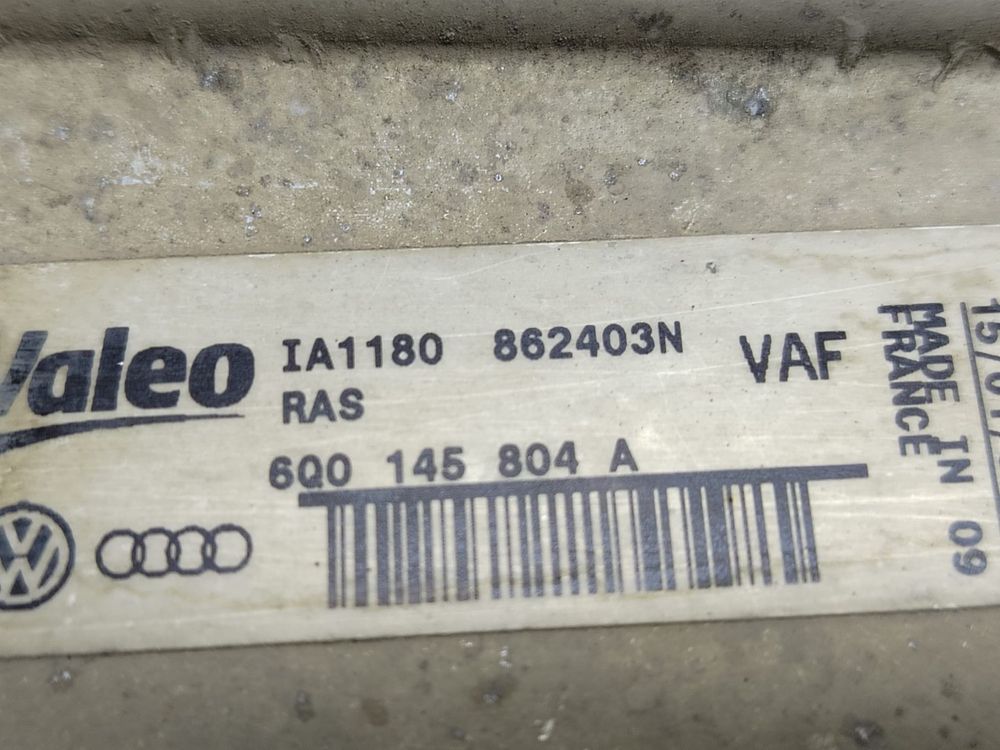 Valeo
IA1180 862403N
RAS
VAF
6Q0 145 804 A
MADE IN 09
FRANCE